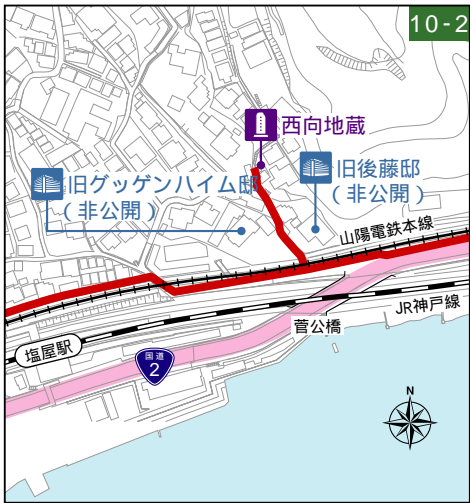 10-2
西向地蔵
旧グッゲンハイム邸
（非公開）
旧後藤邸
（非公開）
山陽電鉄本線
JR神戸線
菅公橋
塩屋駅
国道
2
N